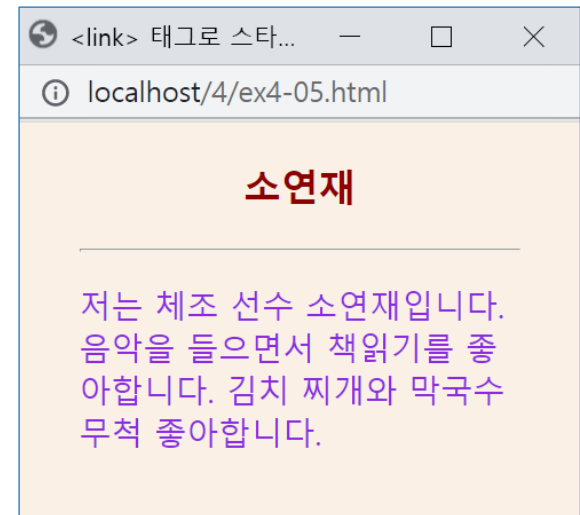 <link> 태그로 스타...
localhost/4/ex4-05.html
소연재
저는 체조 선수 소연재입니다.
음악을 들으면서 책읽기를 좋
아합니다. 김치 찌개와 막국수
무척 좋아합니다.